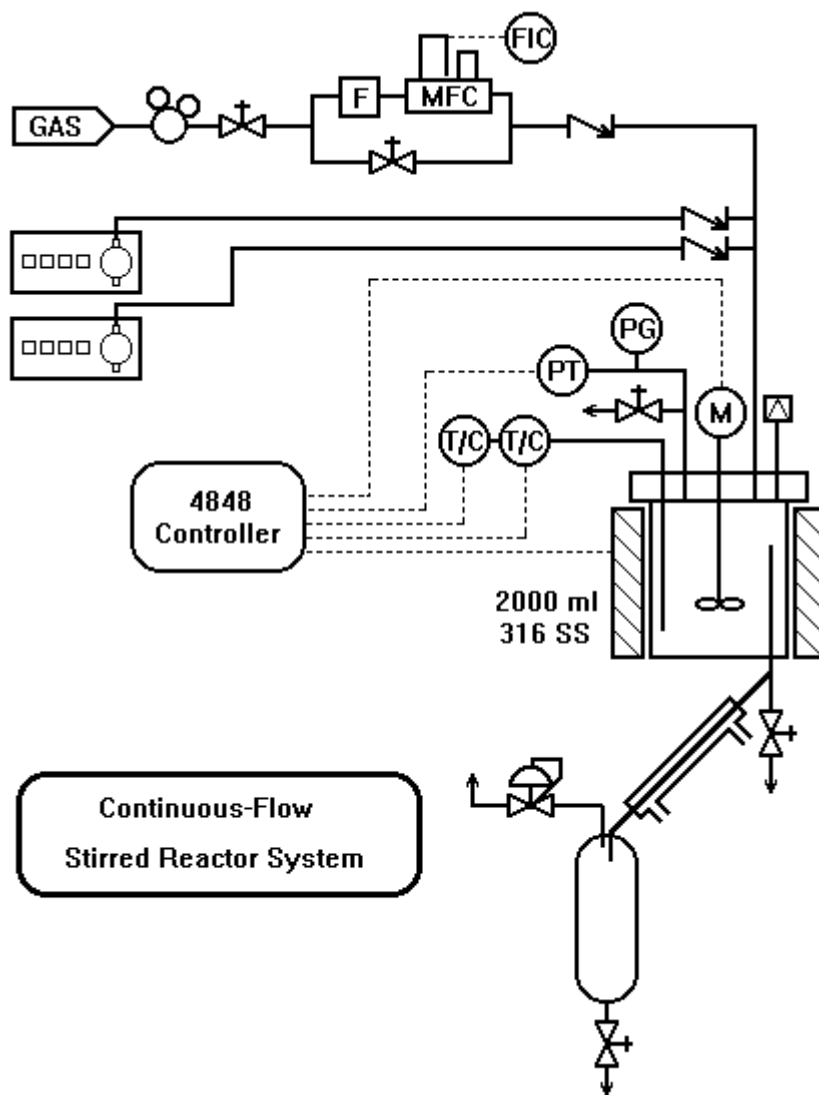 FIC
GAS
F
MFC
PG
PT
M
T/C
T/C
4848
Controller
2000 ml
316 SS
Continuous-Flow
Stirred Reactor System